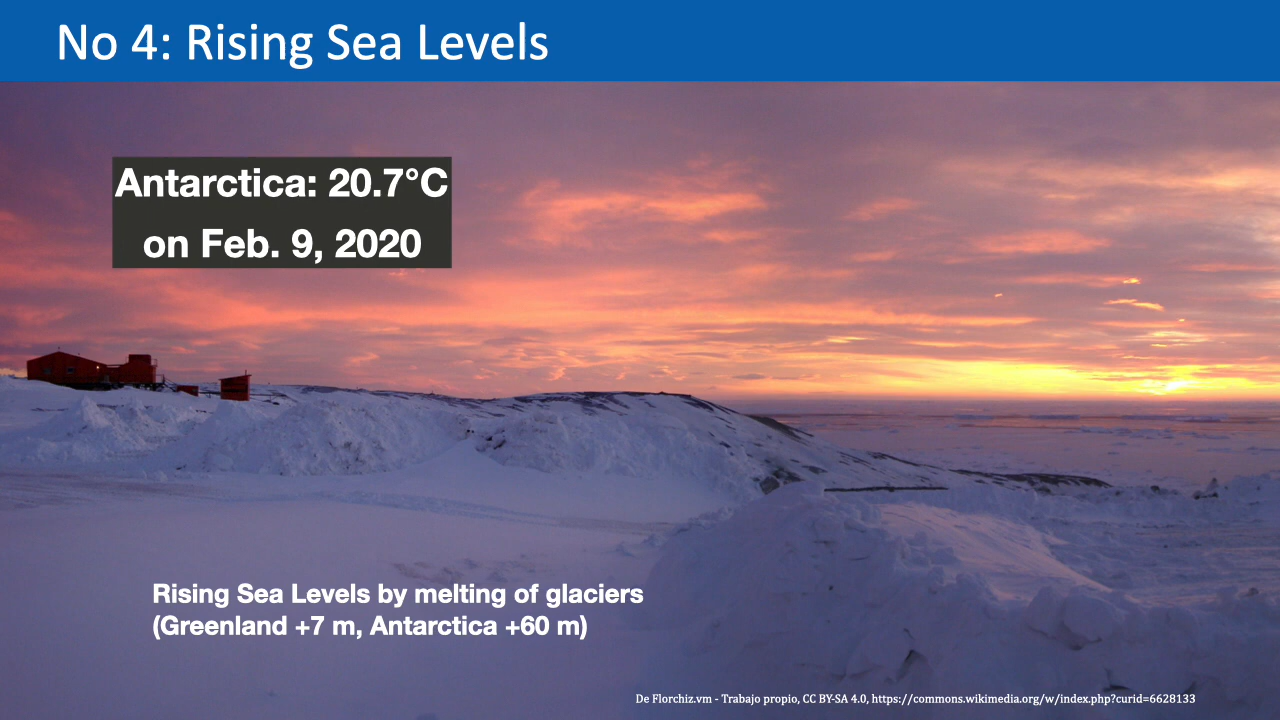 No 4: Rising Sea Levels
Antarctica: 20.7°C
on Feb. 9, 2020
Rising Sea Levels by melting of glaciers
(Greenland +7 m, Antarctica +60 m)
De Florchiz.vm - Trabajo propio, CC BY-SA 4.0, https://commons.wikimedia.org/w/index.php?curid=6628133